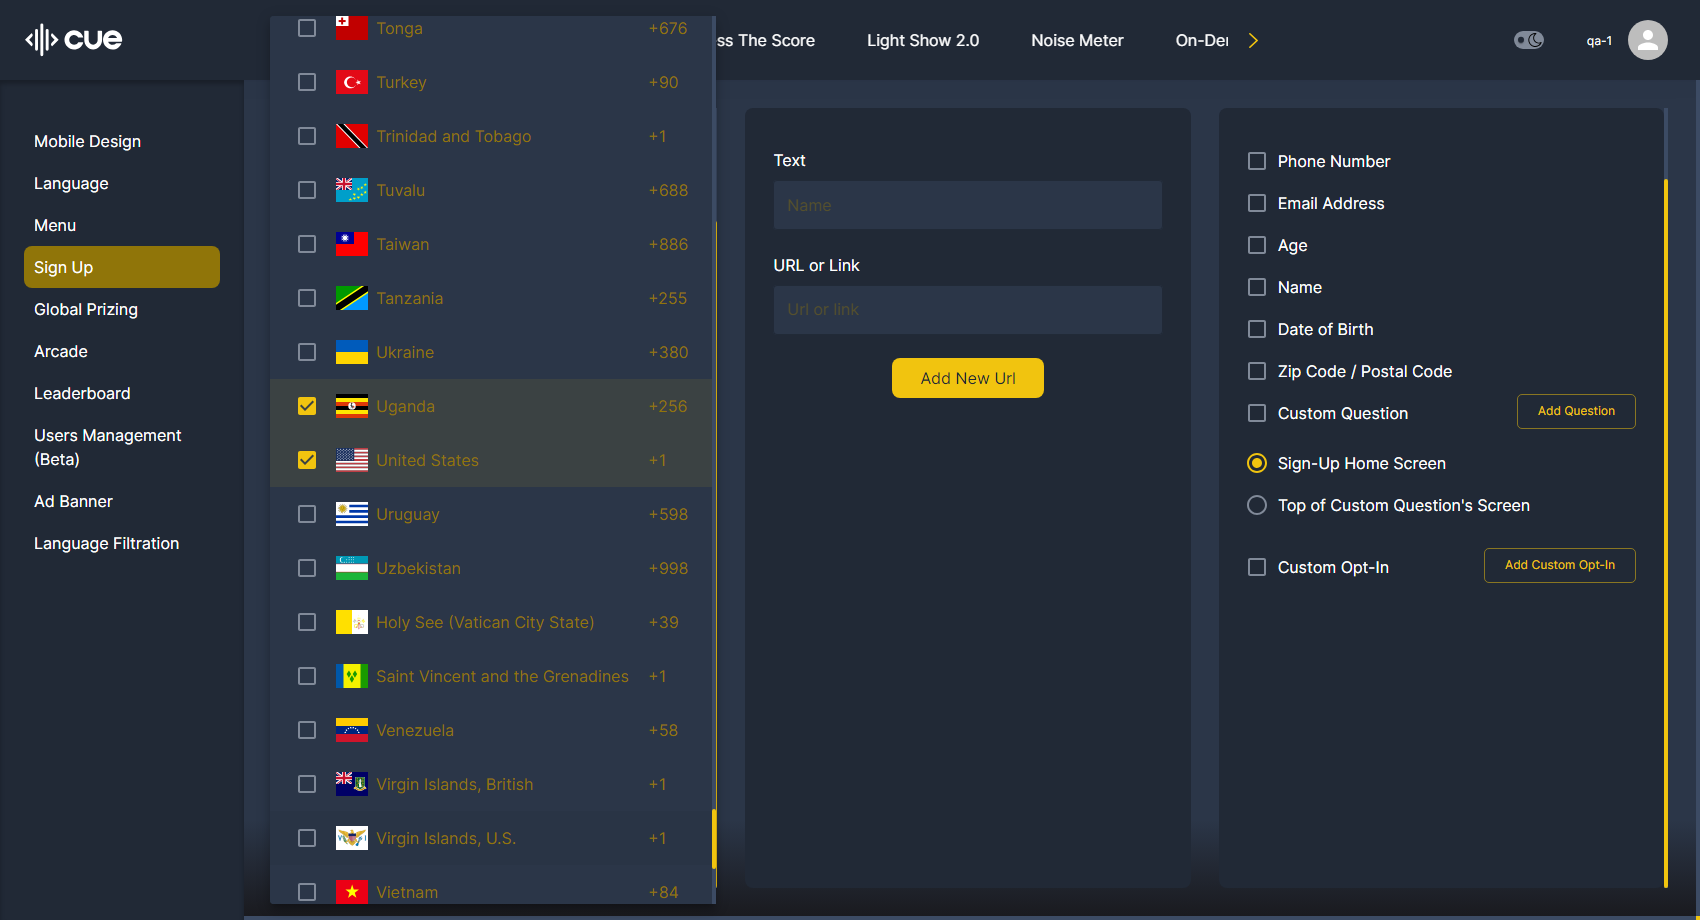 cue
ss The Score
Light Show 2.0
Noise Meter
On-De
qa-1
Mobile Design
Language
Menu
Sign Up
Global Prizing
Arcade
Leaderboard
Users Management
(Beta)
Ad Banner
Language Filtration
Tonga +676
Turkey +90
Trinidad and Tobago +1
Tuvalu +688
Taiwan +886
Tanzania +255
Ukraine +380
Uganda +256
United States +1
Uruguay +598
Uzbekistan +998
Holy See (Vatican City State) +39
Saint Vincent and the Grenadines +1
Venezuela +58
Virgin Islands, British +1
Virgin Islands, U.S. +1
Vietnam +84
Text
Name
URL or Link
Url or link
Add New Url
Phone Number
Email Address
Age
Name
Date of Birth
Zip Code / Postal Code
Custom Question
Add Question
Sign-Up Home Screen
Top of Custom Question's Screen
Custom Opt-In
Add Custom Opt-In